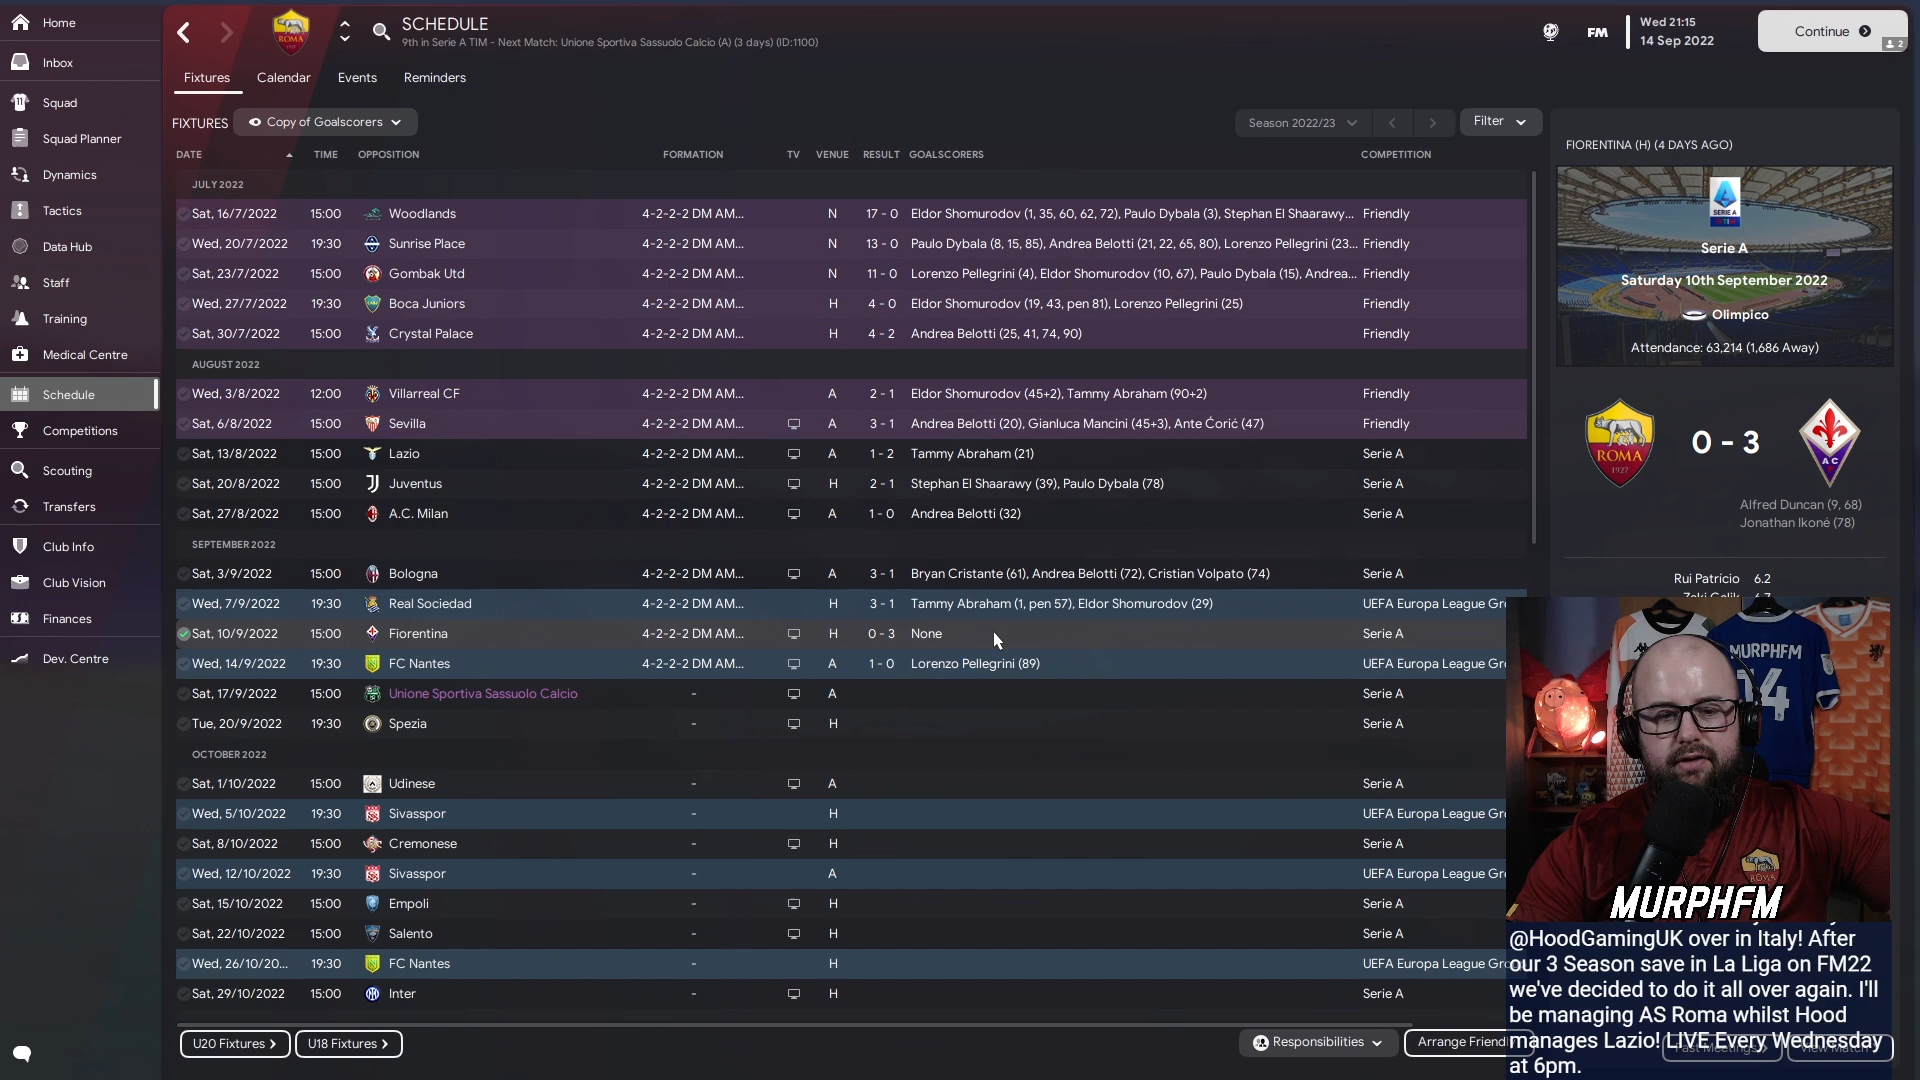 Home
Inbox
Squad
Squad Planner
Dynamics
Tactics
Data Hub
Staff
Training
Medical Centre
Schedule
Competitions
Scouting
Transfers
Club Info
Club Vision
Finances
Dev. Centre
SCHEDULE
9th in Serie A TIM - Next Match: Unione Sportiva Sassuolo Calcio (A) (3 days) (ID:1100)
FM
Wed 21:15
14 Sep 2022
Continue
2
Fixtures Calendar Events Reminders
FIXTURES Copy of Goalscorers Season 2022/23 Filter
DATE TIME OPPOSITION FORMATION TV VENUE RESULT GOALSCORERS COMPETITION
JULY 2022
Sat, 16/7/2022 15:00 Woodlands 4-2-2-2 DM AM... N 17 - 0 Eldor Shomurodov (1, 35, 60, 62, 72), Paulo Dybala (3), Stephan El Shaarawy... Friendly
Wed, 20/7/2022 19:30 Sunrise Place 4-2-2-2 DM AM... N 13 - 0 Paulo Dybala (8, 15, 85), Andrea Belotti (21, 22, 65, 80), Lorenzo Pellegrini (23... Friendly
Sat, 23/7/2022 15:00 Gombak Utd 4-2-2-2 DM AM... N 11 - 0 Lorenzo Pellegrini (4), Eldor Shomurodov (10, 67), Paulo Dybala (15), Andrea... Friendly
Wed, 27/7/2022 19:30 Boca Juniors 4-2-2-2 DM AM... H 4 - 0 Eldor Shomurodov (19, 43, pen 81), Lorenzo Pellegrini (25) Friendly
Sat, 30/7/2022 15:00 Crystal Palace 4-2-2-2 DM AM... H 4 - 2 Andrea Belotti (25, 41, 74, 90) Friendly
AUGUST 2022
Wed, 3/8/2022 12:00 Villarreal CF 4-2-2-2 DM AM... A 2 - 1 Eldor Shomurodov (45+2), Tammy Abraham (90+2) Friendly
Sat, 6/8/2022 15:00 Sevilla 4-2-2-2 DM AM... A 3 - 1 Andrea Belotti (20), Gianluca Mancini (45+3), Ante Ćorić (47) Friendly
Sat, 13/8/2022 15:00 Lazio 4-2-2-2 DM AM... A 1 - 2 Tammy Abraham (21) Serie A
Sat, 20/8/2022 15:00 Juventus 4-2-2-2 DM AM... H 2 - 1 Stephan El Shaarawy (39), Paulo Dybala (78) Serie A
Sat, 27/8/2022 15:00 A.C. Milan 4-2-2-2 DM AM... A 1 - 0 Andrea Belotti (32) Serie A
SEPTEMBER 2022
Sat, 3/9/2022 15:00 Bologna 4-2-2-2 DM AM... A 3 - 1 Bryan Cristante (61), Andrea Belotti (72), Cristian Volpato (74) Serie A
Wed, 7/9/2022 19:30 Real Sociedad 4-2-2-2 DM AM... H 3 - 1 Tammy Abraham (1, pen 57), Eldor Shomurodov (29) UEFA Europa League Gro
Sat, 10/9/2022 15:00 Fiorentina 4-2-2-2 DM AM... H 0 - 3 None Serie A
Wed, 14/9/2022 19:30 FC Nantes 4-2-2-2 DM AM... A 1 - 0 Lorenzo Pellegrini (89) UEFA Europa League Gro
Sat, 17/9/2022 15:00 Unione Sportiva Sassuolo Calcio - A Serie A
Tue, 20/9/2022 19:30 Spezia - H Serie A
OCTOBER 2022
Sat, 1/10/2022 15:00 Udinese - A Serie A
Wed, 5/10/2022 19:30 Sivasspor - H UEFA Europa League Gro
Sat, 8/10/2022 15:00 Cremonese - H Serie A
Wed, 12/10/2022 19:30 Sivasspor - A UEFA Europa League Gro
Sat, 15/10/2022 15:00 Empoli - H Serie A
Sat, 22/10/2022 15:00 Salento - H Serie A
Wed, 26/10/20... 19:30 FC Nantes - H UEFA Europa League Gro
Sat, 29/10/2022 15:00 Inter - H Serie A
U20 Fixtures U18 Fixtures Responsibilities Arrange Friendl
FIORENTINA (H) (4 DAYS AGO)
SERIE A
Serie A
Saturday 10th September 2022
Olimpico
Attendance: 63,214 (1,686 Away)
ROMA
1927
0 - 3
AC
Alfred Duncan (9, 68)
Jonathan Ikoné (78)
Rui Patrício 6.2
MURPHFM
14
ROMA
MURPHFM
@HoodGamingUK over in Italy! After
our 3 Season save in La Liga on FM22
we've decided to do it all over again. I'll
be managing AS Roma whilst Hood
manages Lazio! LIVE Every Wednesday
at 6pm.